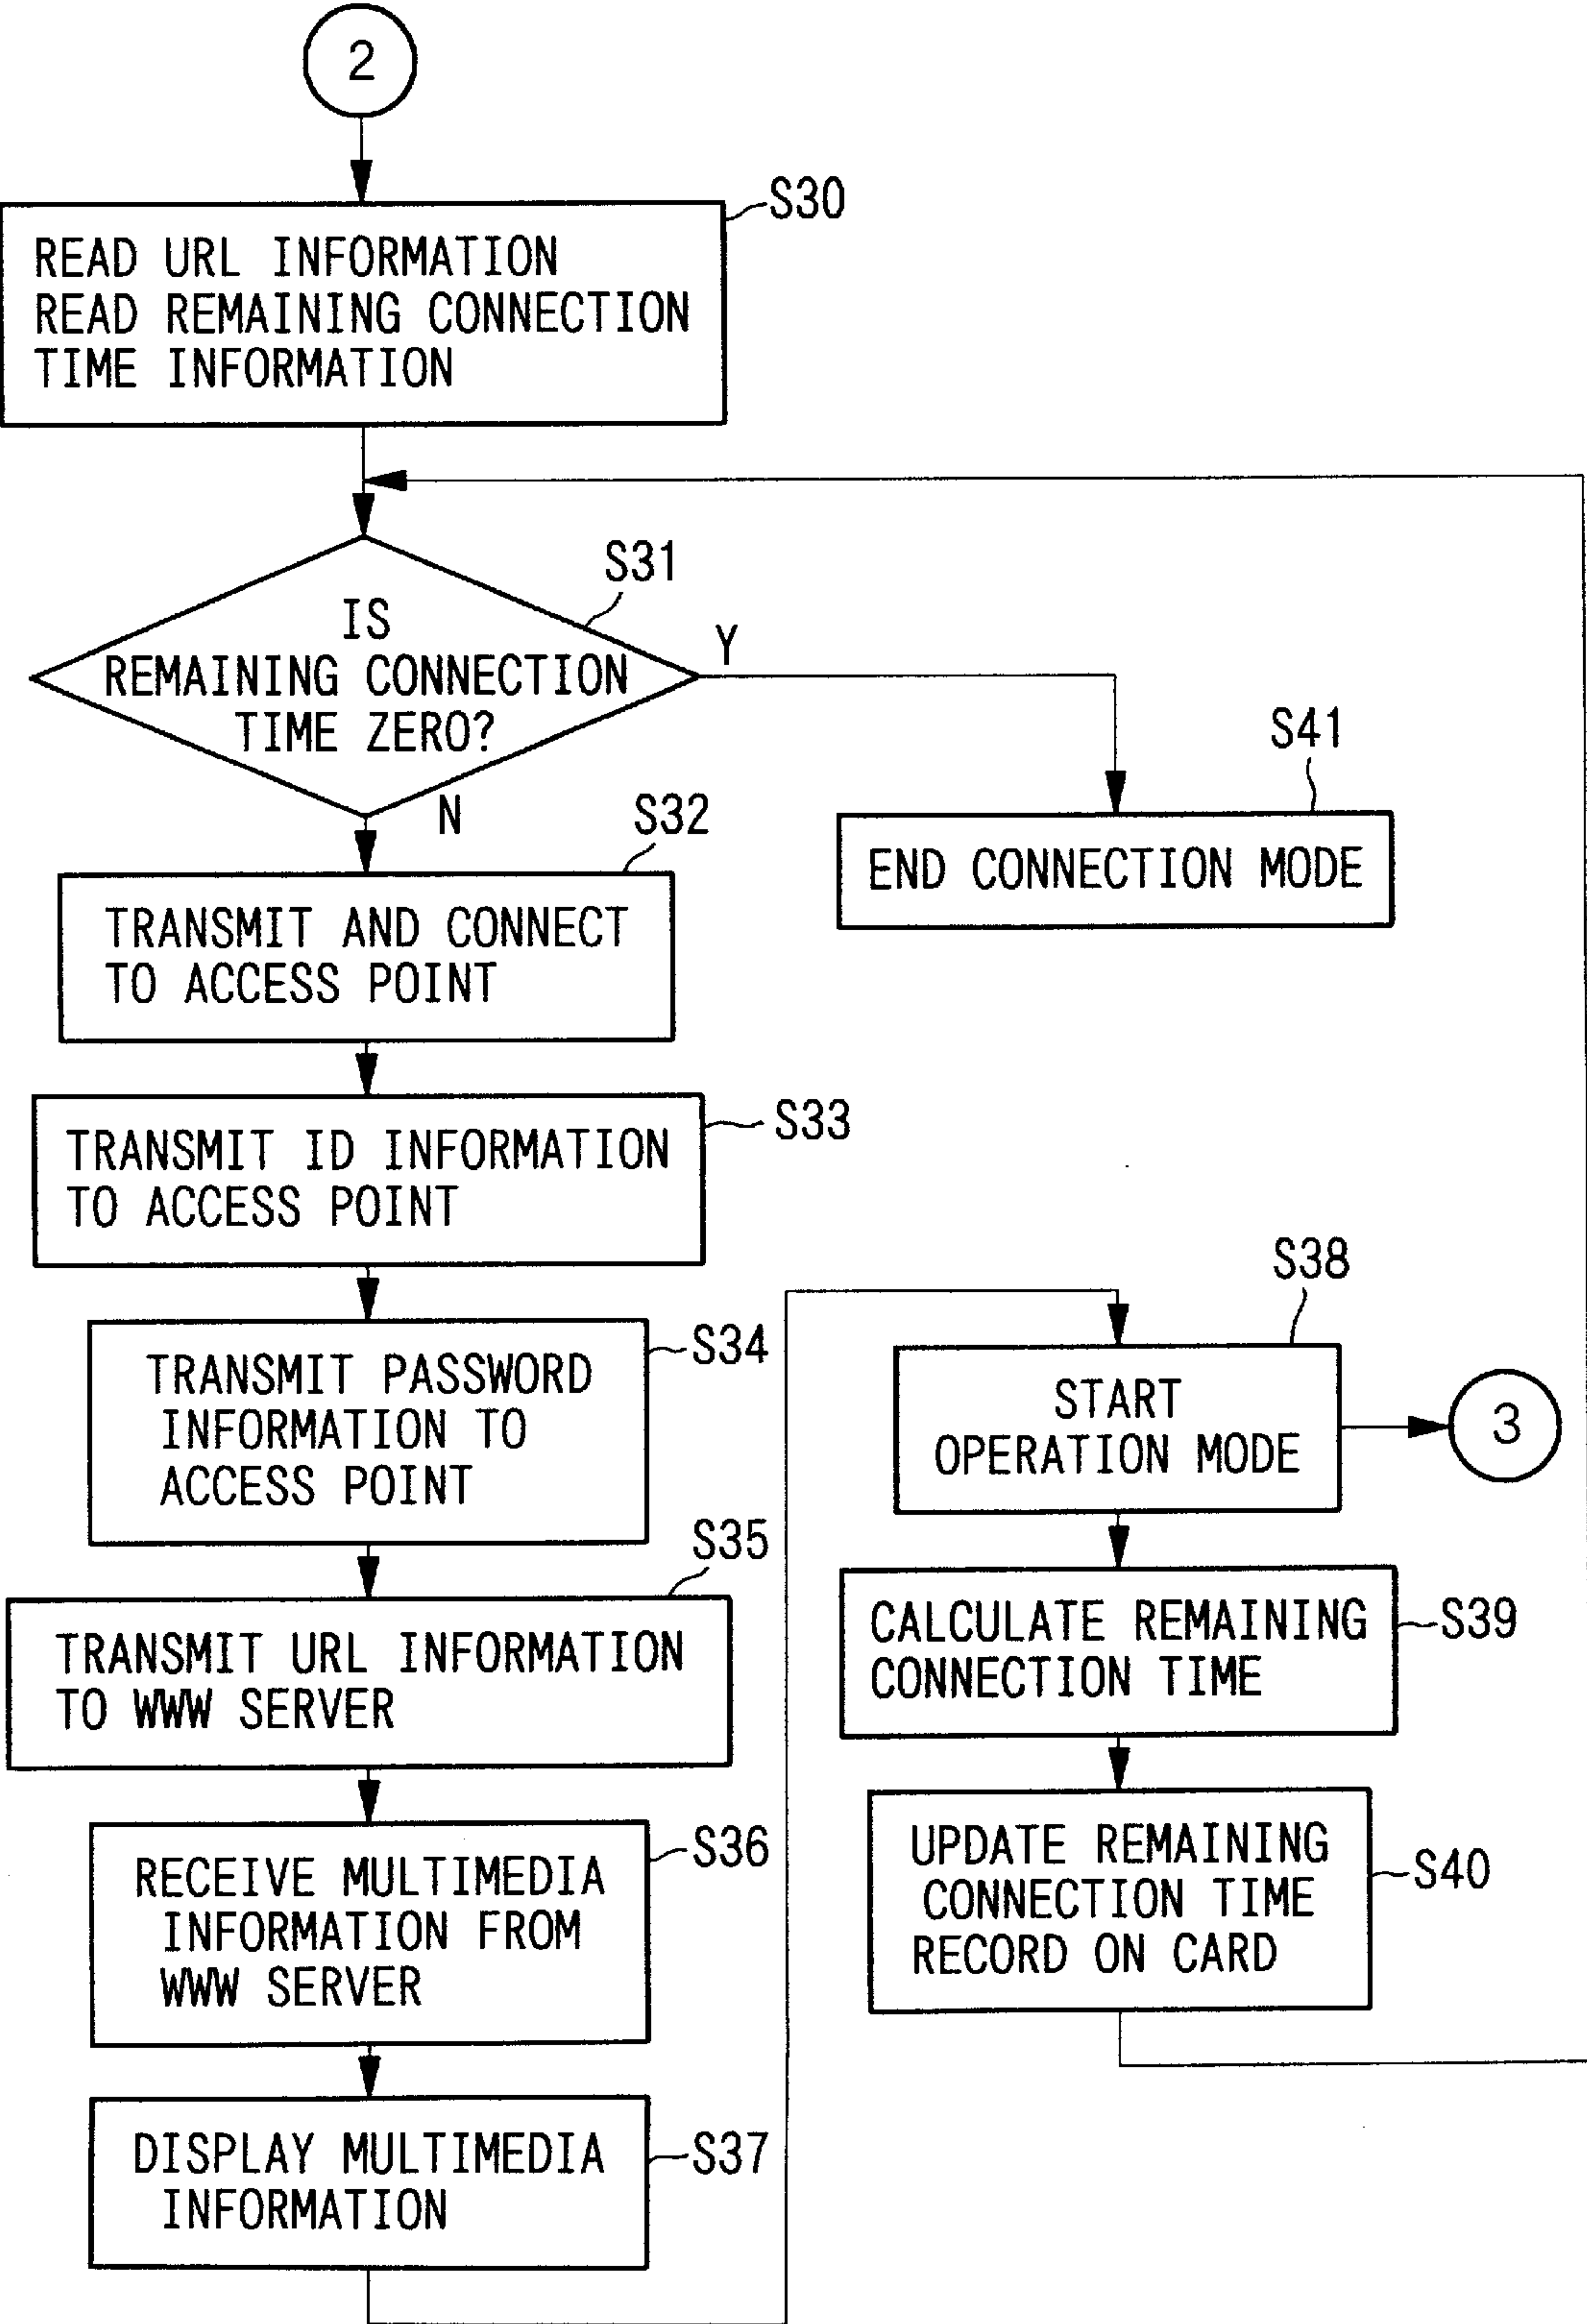 2
S30
READ URL INFORMATION
READ REMAINING CONNECTION
TIME INFORMATION
S31
IS
REMAINING CONNECTION
TIME ZERO?
Y
N
S41
END CONNECTION MODE
S32
TRANSMIT AND CONNECT
TO ACCESS POINT
S33
TRANSMIT ID INFORMATION
TO ACCESS POINT
S34
TRANSMIT PASSWORD
INFORMATION TO
ACCESS POINT
S35
TRANSMIT URL INFORMATION
TO WWW SERVER
S36
RECEIVE MULTIMEDIA
INFORMATION FROM
WWW SERVER
S37
DISPLAY MULTIMEDIA
INFORMATION
S38
START
OPERATION MODE
3
S39
CALCULATE REMAINING
CONNECTION TIME
S40
UPDATE REMAINING
CONNECTION TIME
RECORD ON CARD